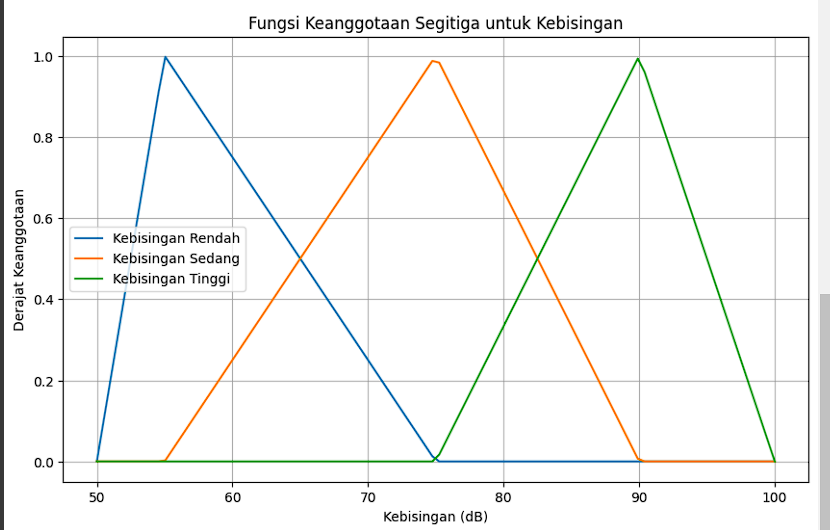 Fungsi Keanggotaan Segitiga untuk Kebisingan
Derajat Keanggotaan
1.0
0.8
0.6
0.4
0.2
0.0
Kebisingan Rendah
Kebisingan Sedang
Kebisingan Tinggi
50 60 70 80 90 100
Kebisingan (dB)